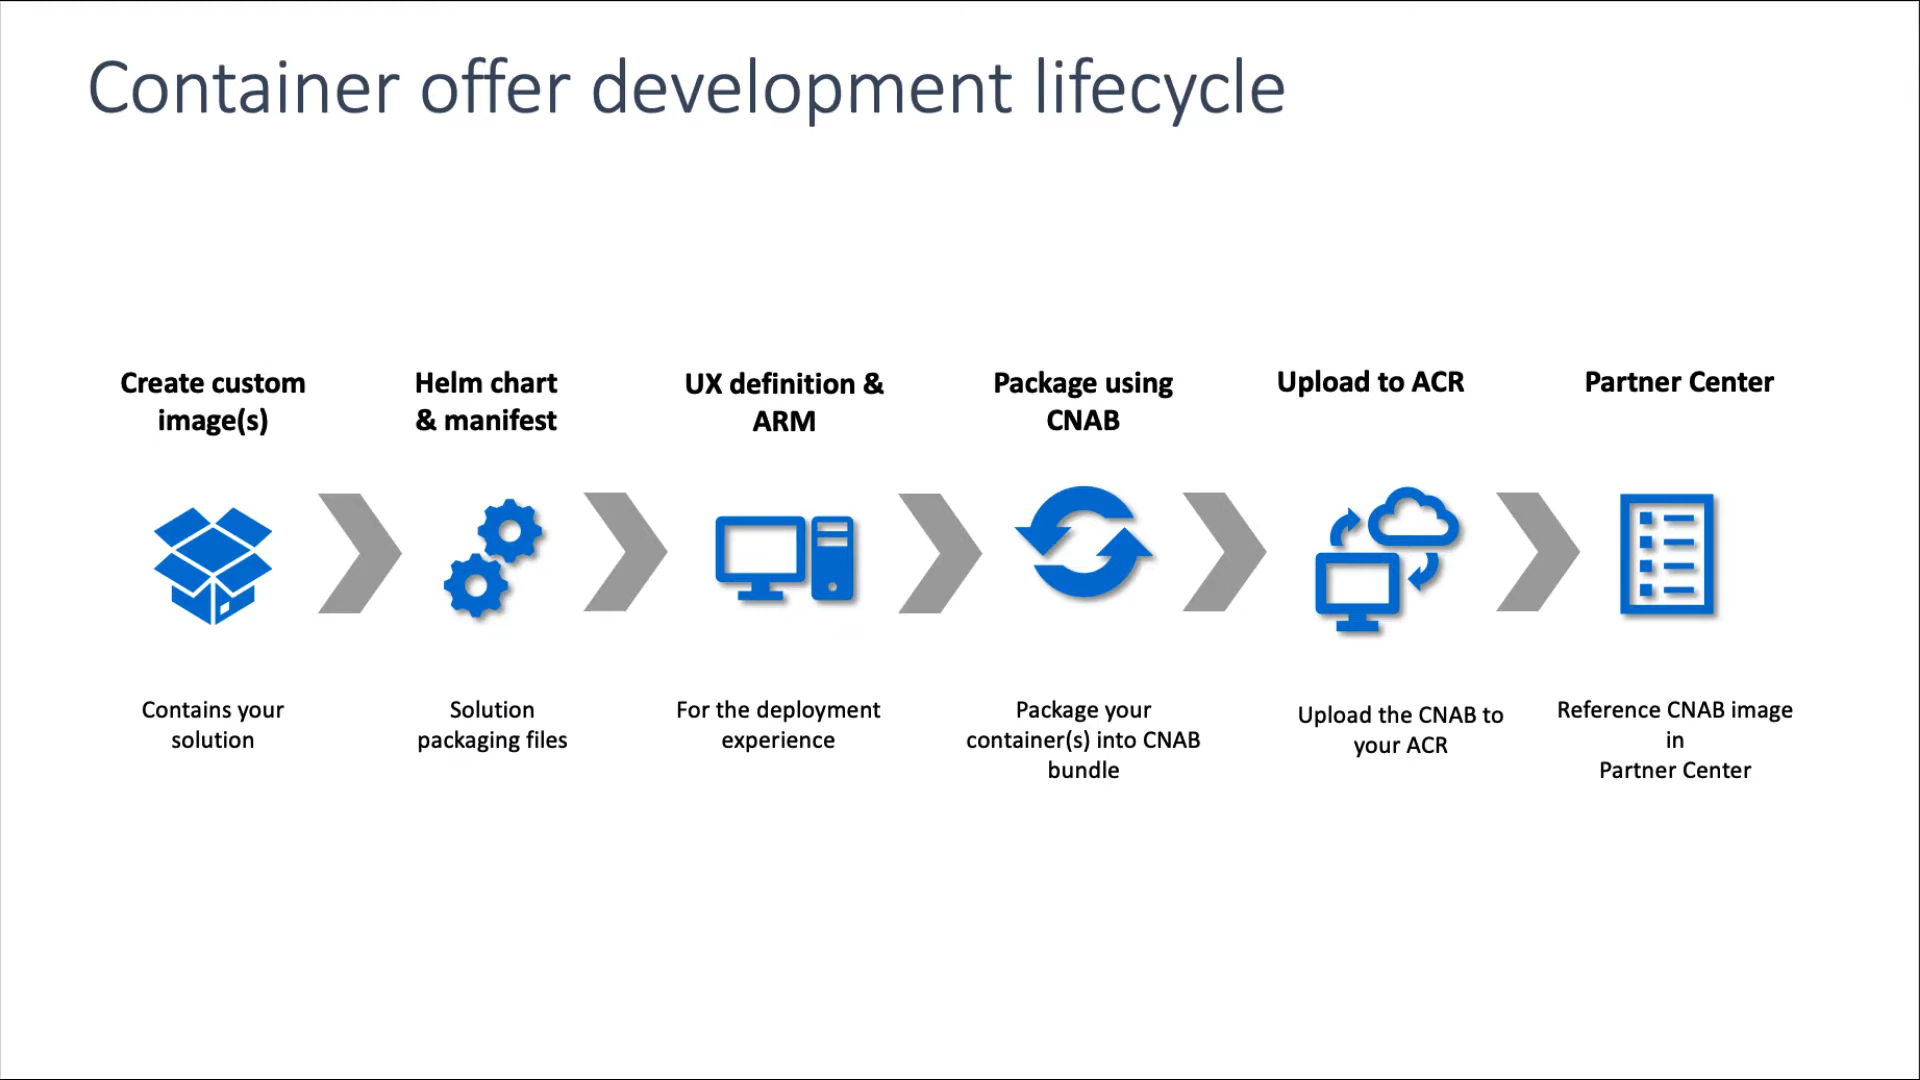 Container offer development lifecycle
Create custom
image(s)
Helm chart
& manifest
UX definition &
ARM
Package using
CNAB
Upload to ACR
Partner Center
Contains your
solution
Solution
packaging files
For the deployment
experience
Package your
container(s) into CNAB
bundle
Upload the CNAB to
your ACR
Reference CNAB image
in
Partner Center